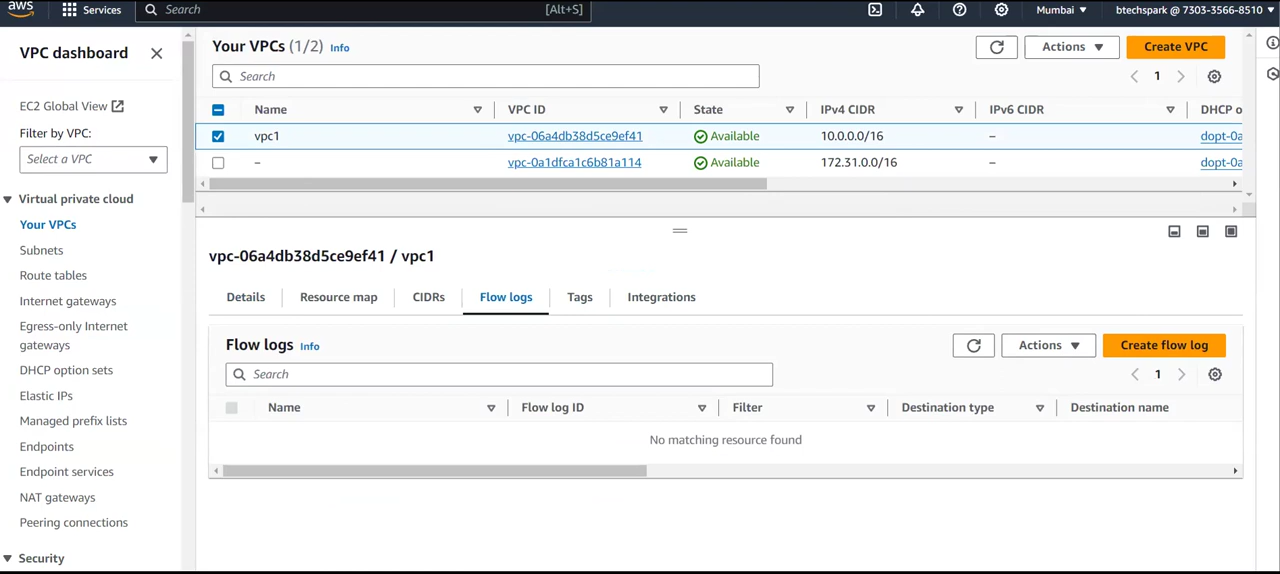 aws Services Search [Alt+S] Mumbai btechspark @ 7303-3566-8510
VPC dashboard
EC2 Global View
Filter by VPC:
Select a VPC
Virtual private cloud
Your VPCs
Subnets
Route tables
Internet gateways
Egress-only Internet
gateways
DHCP option sets
Elastic IPs
Managed prefix lists
Endpoints
Endpoint services
NAT gateways
Peering connections
Security
Your VPCs (1/2) Info Actions Create VPC
Search 1
Name VPC ID State IPv4 CIDR IPv6 CIDR DHCP o
vpc1 vpc-06a4db38d5ce9ef41 Available 10.0.0.0/16 – dopt-0a
– vpc-0a1dfca1c6b81a114 Available 172.31.0.0/16 – dopt-0a
vpc-06a4db38d5ce9ef41 / vpc1
Details Resource map CIDRs Flow logs Tags Integrations
Flow logs Info Actions Create flow log
Search 1
Name Flow log ID Filter Destination type Destination name
No matching resource found